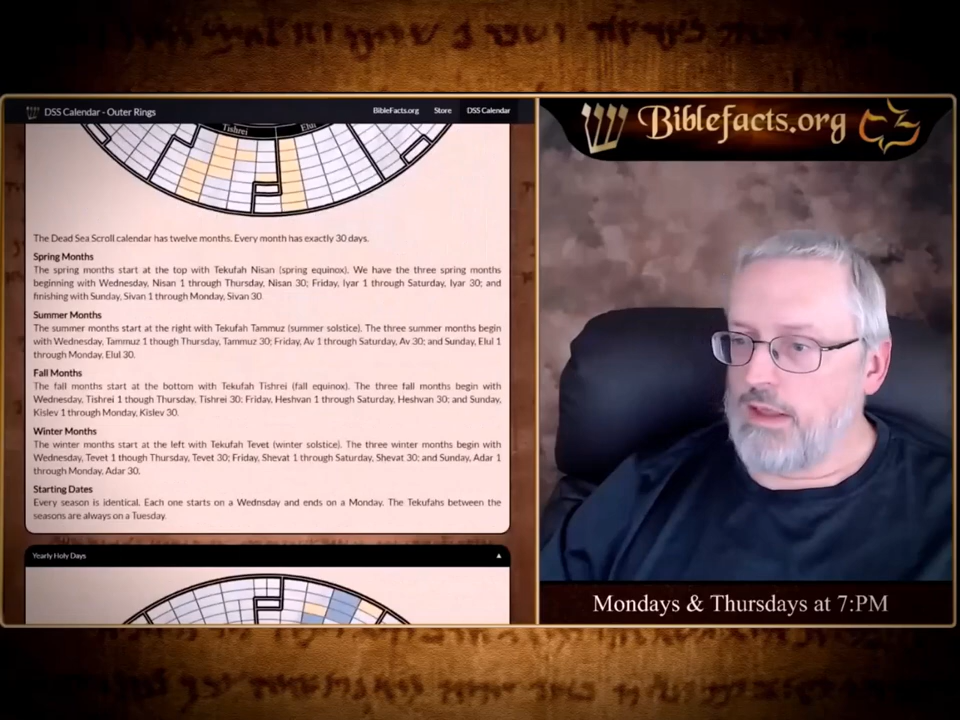 DSS Calendar - Outer Rings
BibleFacts.org Store DSS Calendar
Tishrei Elul
The Dead Sea Scroll calendar has twelve months. Every month has exactly 30 days.
Spring Months
The spring months start at the top with Tekufah Nisan (spring equinox). We have the three spring months
beginning with Wednesday, Nisan 1 through Thursday, Nisan 30; Friday, Iyar 1 through Saturday, Iyar 30; and
finishing with Sunday, Sivan 1 through Monday, Sivan 30.
Summer Months
The summer months start at the right with Tekufah Tammuz (summer solstice). The three summer months begin
with Wednesday, Tammuz 1 though Thursday, Tammuz 30; Friday, Av 1 through Saturday, Av 30; and Sunday, Elul 1
through Monday, Elul 30.
Fall Months
The fall months start at the bottom with Tekufah Tishrei (fall equinox). The three fall months begin with
Wednesday, Tishrei 1 though Thursday, Tishrei 30; Friday, Heshvan 1 through Saturday, Heshvan 30; and Sunday,
Kislev 1 through Monday, Kislev 30.
Winter Months
The winter months start at the left with Tekufah Tevet (winter solstice). The three winter months begin with
Wednesday, Tevet 1 though Thursday, Tevet 30; Friday, Shevat 1 through Saturday, Shevat 30; and Sunday, Adar 1
through Monday, Adar 30.
Starting Dates
Every season is identical. Each one starts on a Wednsday and ends on a Monday. The Tekufahs between the
seasons are always on a Tuesday.
Yearly Holy Days
Biblefacts.org
Mondays & Thursdays at 7:PM